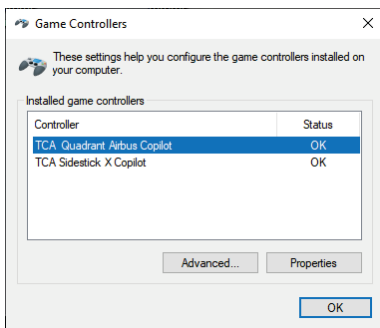 Game Controllers
These settings help you configure the game controllers installed on
your computer.
Installed game controllers
Controller Status
TCA Quadrant Airbus Copilot OK
TCA Sidestick X Copilot OK
Advanced... Properties
OK